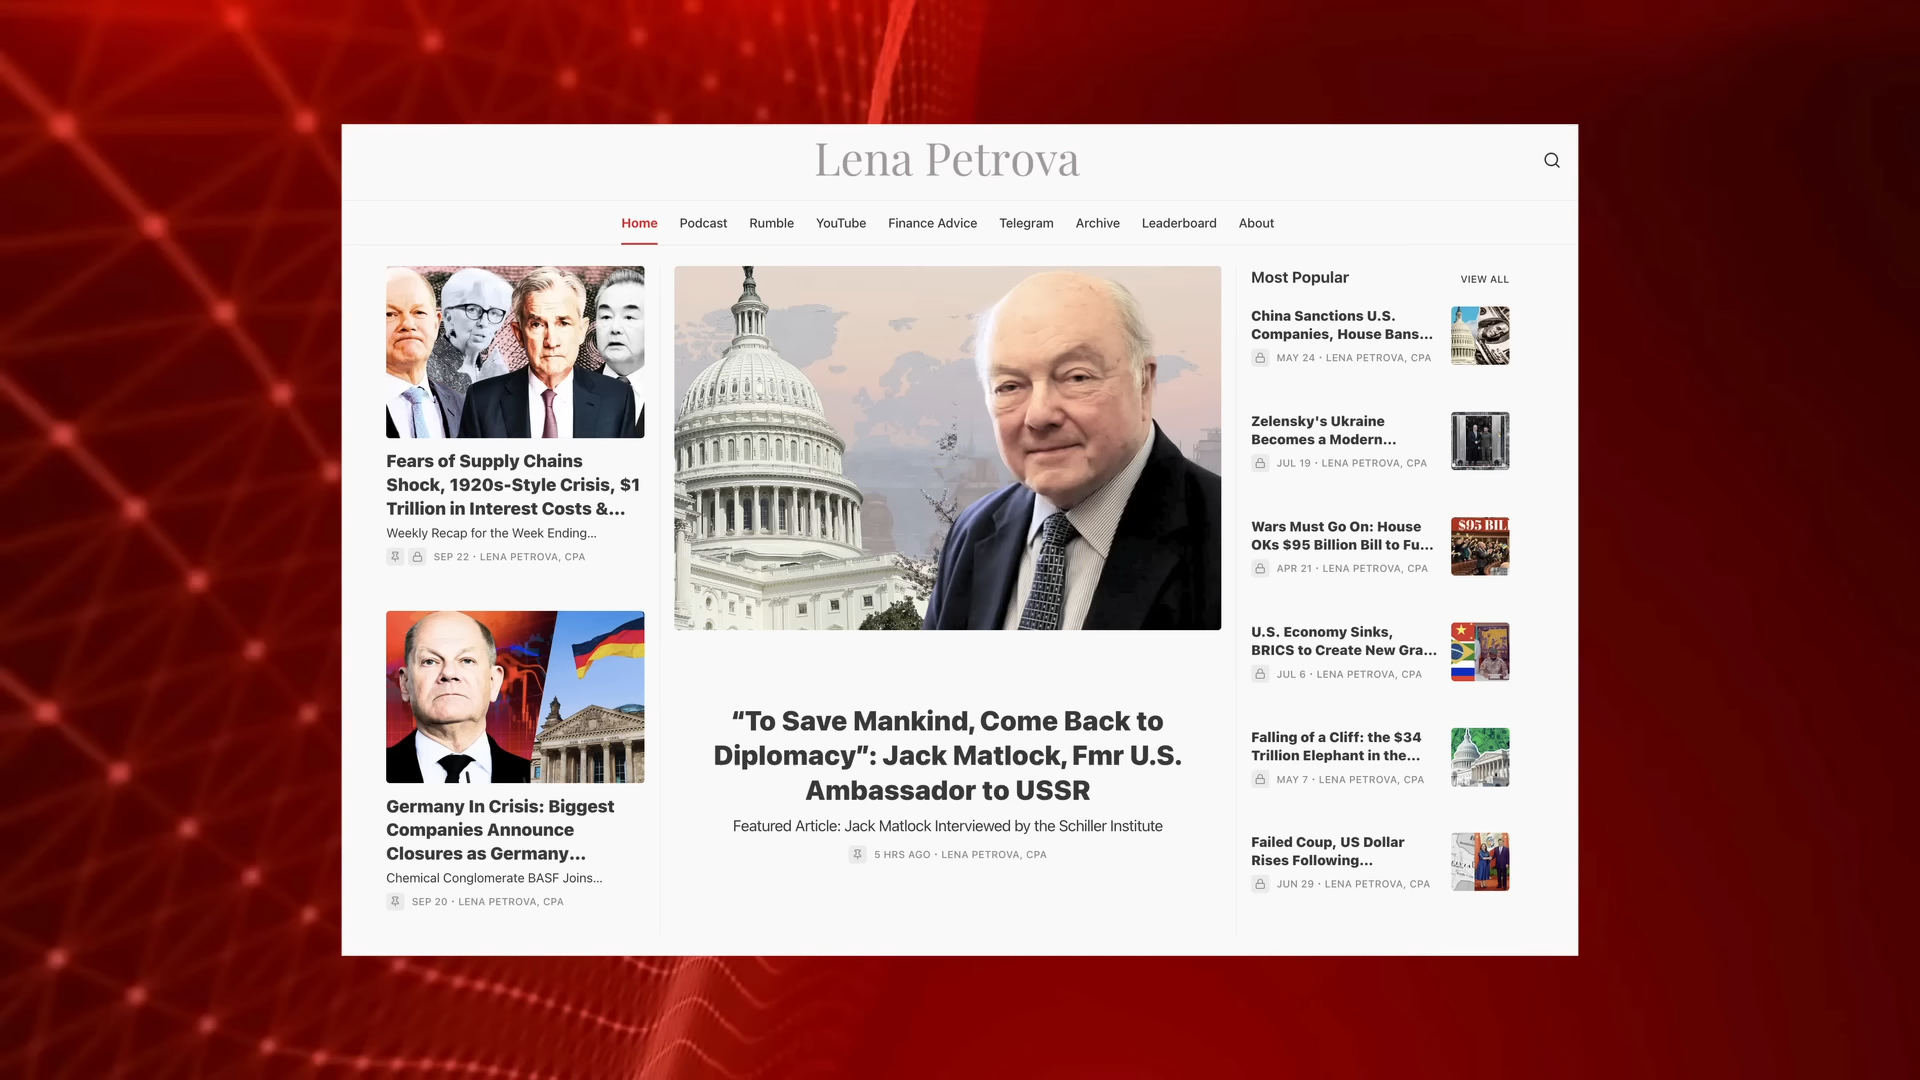 Lena Petrova
Home Podcast Rumble YouTube Finance Advice Telegram Archive Leaderboard About
Fears of Supply Chains
Shock, 1920s-Style Crisis, $1
Trillion in Interest Costs &...
Weekly Recap for the Week Ending...
SEP 22 · LENA PETROVA, CPA
Germany In Crisis: Biggest
Companies Announce
Closures as Germany...
Chemical Conglomerate BASF Joins...
SEP 20 · LENA PETROVA, CPA
“To Save Mankind, Come Back to
Diplomacy”: Jack Matlock, Fmr U.S.
Ambassador to USSR
Featured Article: Jack Matlock Interviewed by the Schiller Institute
5 HRS AGO · LENA PETROVA, CPA
Most Popular
VIEW ALL
China Sanctions U.S.
Companies, House Bans...
MAY 24 · LENA PETROVA, CPA
Zelensky's Ukraine
Becomes a Modern...
JUL 19 · LENA PETROVA, CPA
Wars Must Go On: House
OKs $95 Billion Bill to Fu...
APR 21 · LENA PETROVA, CPA
$95 BILL
U.S. Economy Sinks,
BRICS to Create New Gra...
JUL 6 · LENA PETROVA, CPA
Falling of a Cliff: the $34
Trillion Elephant in the...
MAY 7 · LENA PETROVA, CPA
Failed Coup, US Dollar
Rises Following...
JUN 29 · LENA PETROVA, CPA